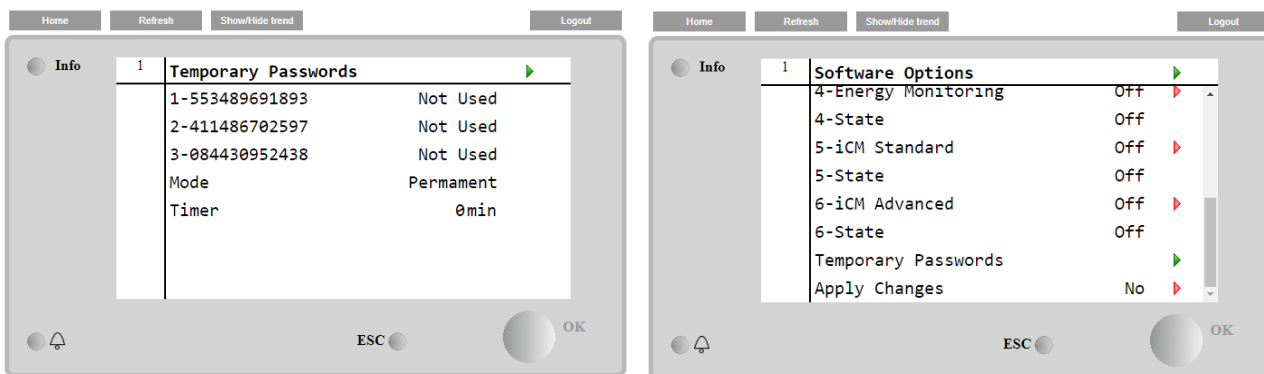 Home Refresh Show/Hide trend Logout
Info
1 Temporary Passwords
1-553489691893 Not Used
2-411486702597 Not Used
3-084430952438 Not Used
Mode Permament
Timer 0min
ESC OK
Home Refresh Show/Hide trend Logout
Info
1 Software Options
4-Energy Monitoring Off
4-State Off
5-iCM Standard Off
5-State Off
6-iCM Advanced Off
6-State Off
Temporary Passwords
Apply Changes No
ESC OK